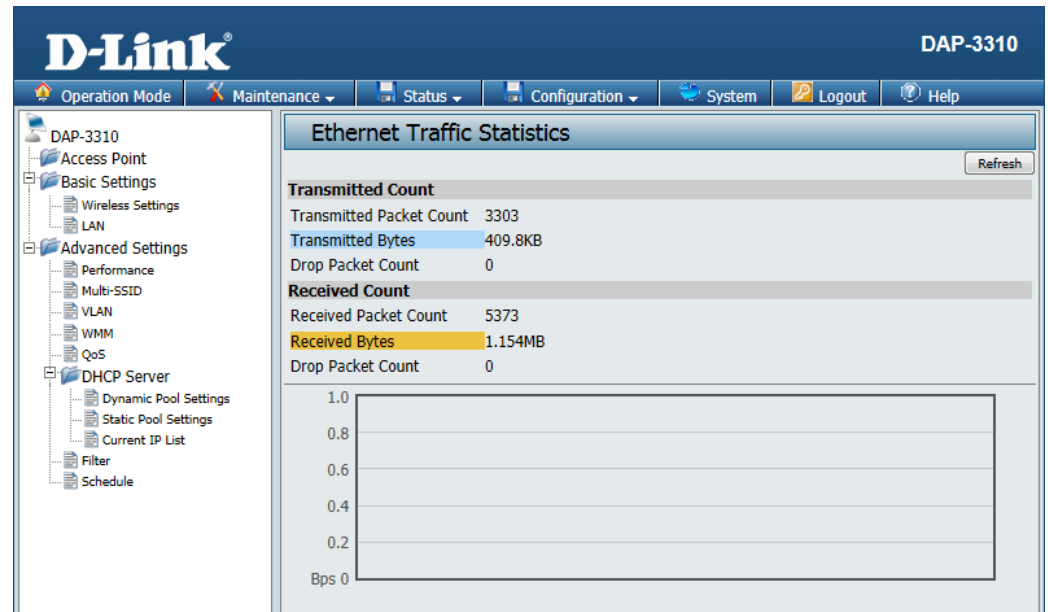 D-Link®
DAP-3310
Operation Mode Maintenance Status Configuration System Logout Help
DAP-3310
Access Point
Basic Settings
Wireless Settings
LAN
Advanced Settings
Performance
Multi-SSID
VLAN
WMM
QoS
DHCP Server
Dynamic Pool Settings
Static Pool Settings
Current IP List
Filter
Schedule
Ethernet Traffic Statistics
Refresh
Transmitted Count
Transmitted Packet Count 3303
Transmitted Bytes 409.8KB
Drop Packet Count 0
Received Count
Received Packet Count 5373
Received Bytes 1.154MB
Drop Packet Count 0
1.0
0.8
0.6
0.4
0.2
Bps 0